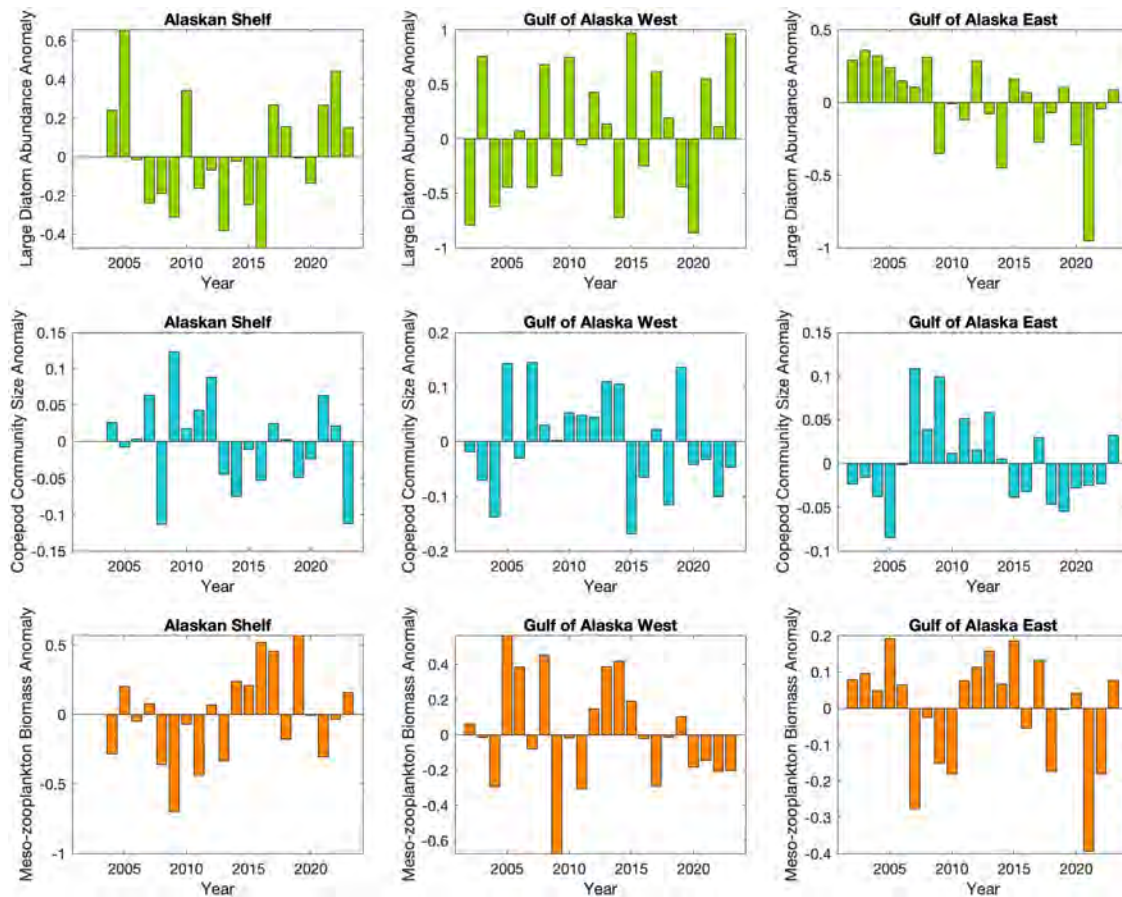 Alaskan Shelf
Large Diatom Abundance Anomaly
0.6
0.4
0.2
0
-0.2
-0.4
2005 2010 2015 2020
Year
Gulf of Alaska West
Large Diatom Abundance Anomaly
1
0.5
0
-0.5
-1
2005 2010 2015 2020
Year
Gulf of Alaska East
Large Diatom Abundance Anomaly
0.5
0
-0.5
-1
2005 2010 2015 2020
Year
Alaskan Shelf
Copepod Community Size Anomaly
0.15
0.1
0.05
0
-0.05
-0.1
-0.15
2005 2010 2015 2020
Year
Gulf of Alaska West
Copepod Community Size Anomaly
0.2
0.1
0
-0.1
-0.2
2005 2010 2015 2020
Year
Gulf of Alaska East
Copepod Community Size Anomaly
0.15
0.1
0.05
0
-0.05
-0.1
2005 2010 2015 2020
Year
Alaskan Shelf
Meso-zooplankton Biomass Anomaly
0.5
0
-0.5
-1
2005 2010 2015 2020
Year
Gulf of Alaska West
Meso-zooplankton Biomass Anomaly
0.4
0.2
0
-0.2
-0.4
-0.6
2005 2010 2015 2020
Year
Gulf of Alaska East
Meso-zooplankton Biomass Anomaly
0.2
0.1
0
-0.1
-0.2
-0.3
-0.4
2005 2010 2015 2020
Year